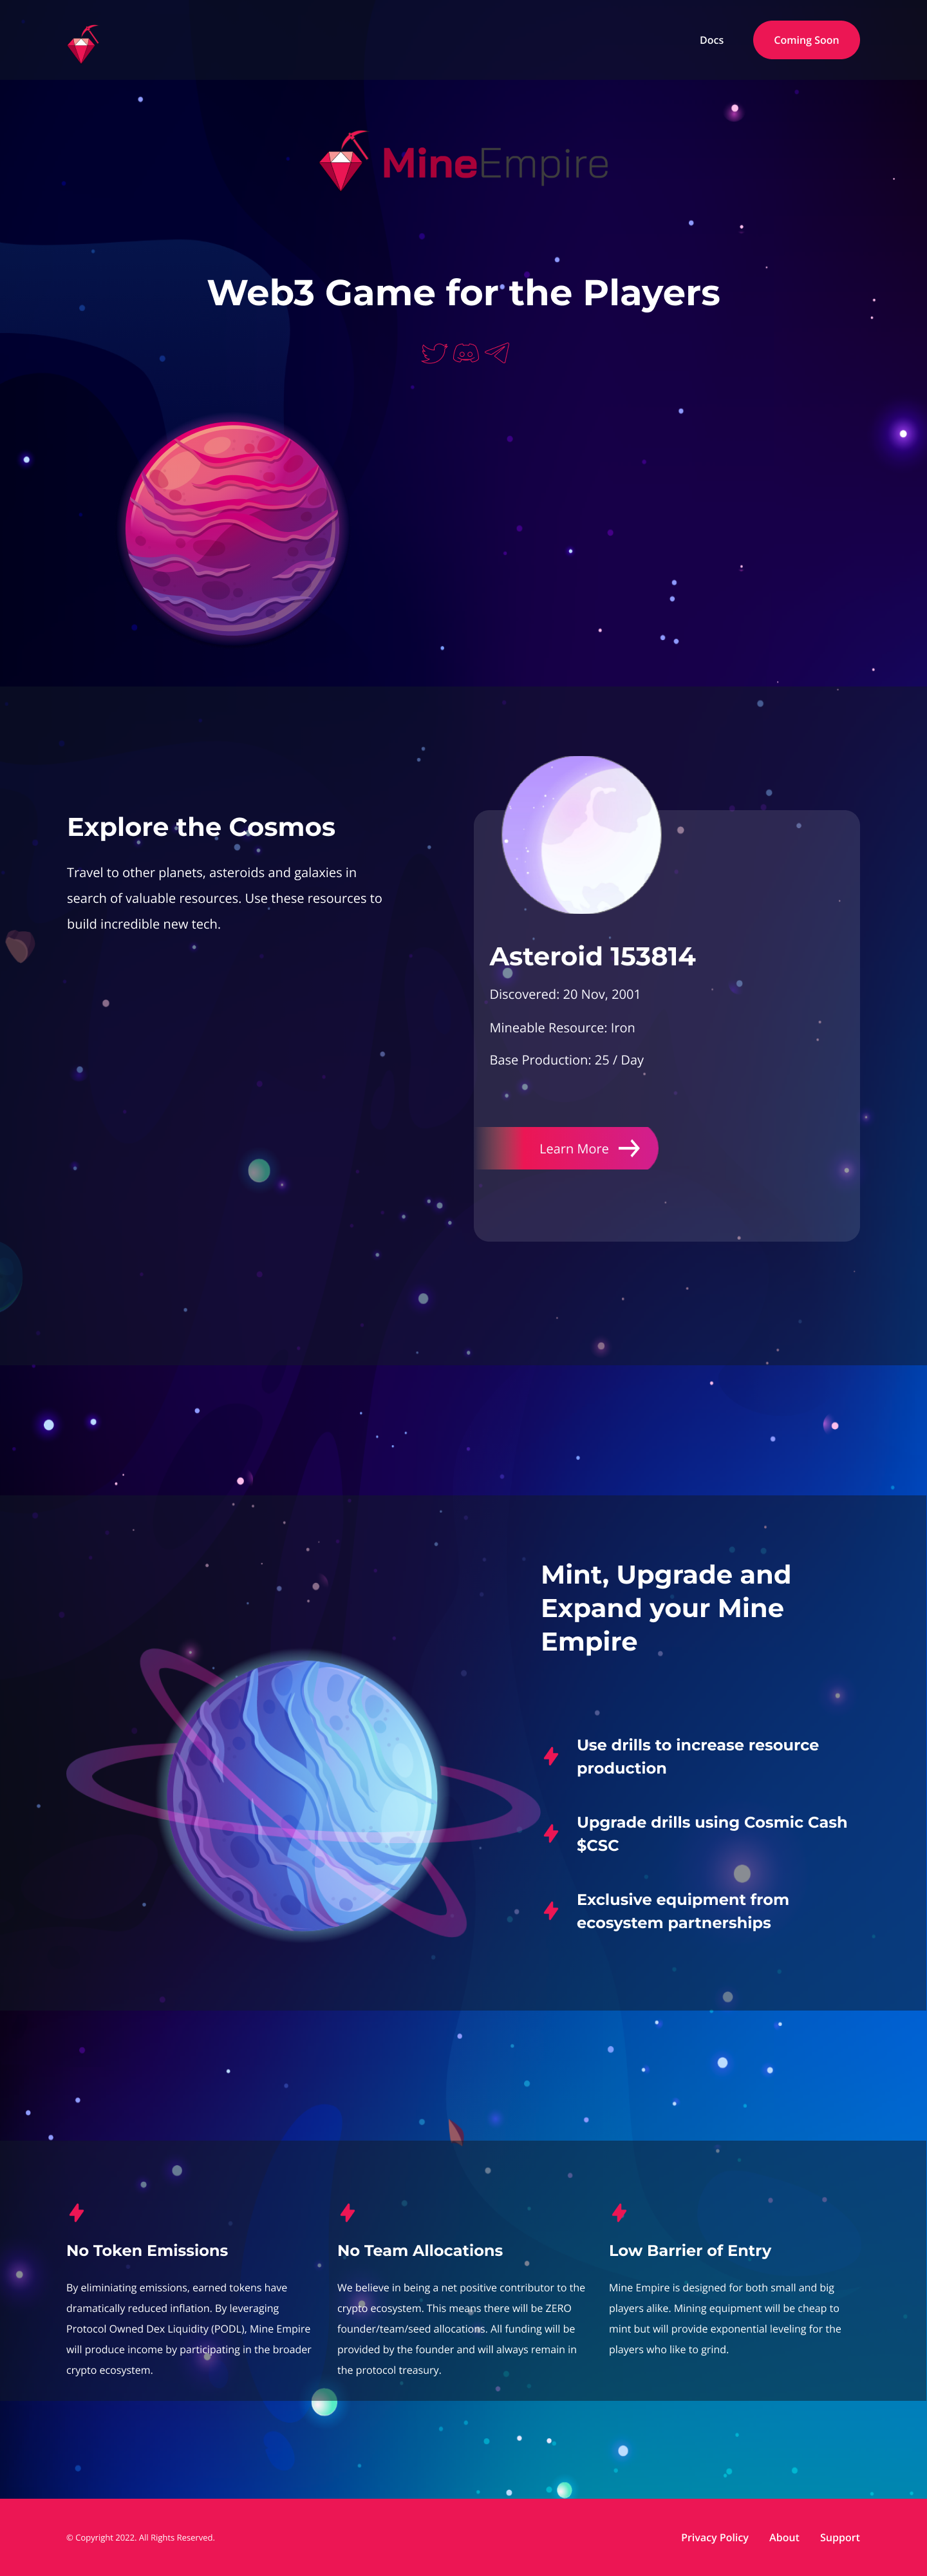 Docs
Coming Soon
MineEmpire
Web3 Game for the Players
Explore the Cosmos
Travel to other planets, asteroids and galaxies in
search of valuable resources. Use these resources to
build incredible new tech.
Asteroid 153814
Discovered: 20 Nov, 2001
Mineable Resource: Iron
Base Production: 25 / Day
Learn More
Mint, Upgrade and
Expand your Mine
Empire
Use drills to increase resource
production
Upgrade drills using Cosmic Cash
$CSC
Exclusive equipment from
ecosystem partnerships
No Token Emissions
By eliminiating emissions, earned tokens have
dramatically reduced inflation. By leveraging
Protocol Owned Dex Liquidity (PODL), Mine Empire
will produce income by participating in the broader
crypto ecosystem.
No Team Allocations
We believe in being a net positive contributor to the
crypto ecosystem. This means there will be ZERO
founder/team/seed allocations. All funding will be
provided by the founder and will always remain in
the protocol treasury.
Low Barrier of Entry
Mine Empire is designed for both small and big
players alike. Mining equipment will be cheap to
mint but will provide exponential leveling for the
players who like to grind.
© Copyright 2022. All Rights Reserved.
Privacy Policy
About
Support